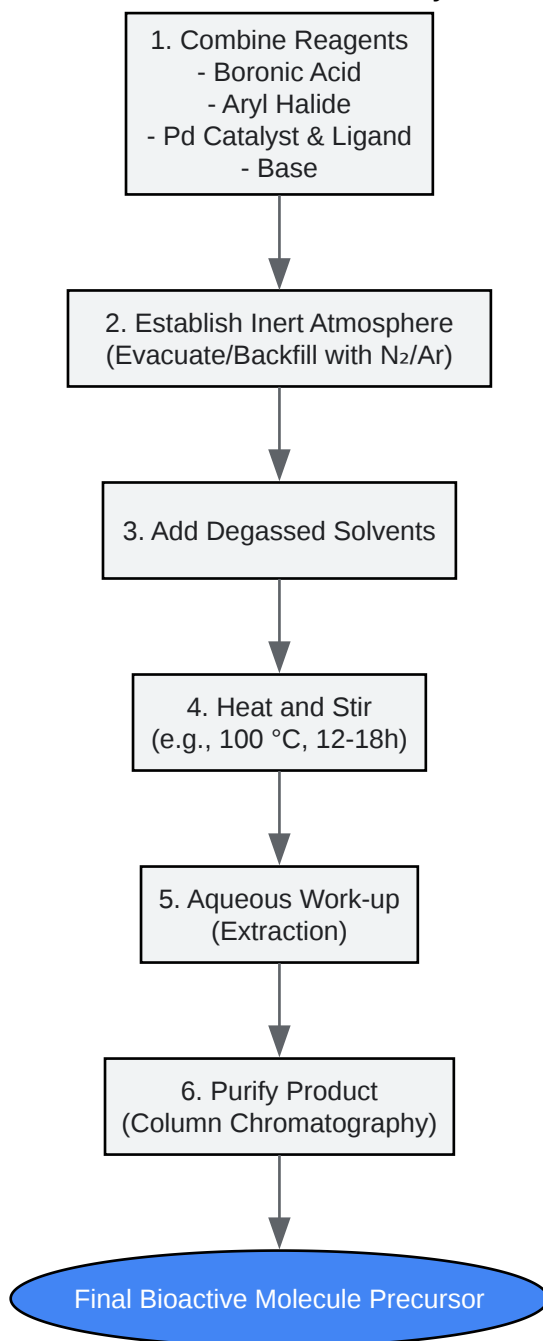 1. Combine Reagents
- Boronic Acid
- Aryl Halide
- Pd Catalyst & Ligand
- Base
2. Establish Inert Atmosphere
(Evacuate/Backfill with N₂/Ar)
3. Add Degassed Solvents
4. Heat and Stir
(e.g., 100 °C, 12-18h)
5. Aqueous Work-up
(Extraction)
6. Purify Product
(Column Chromatography)
Final Bioactive Molecule Precursor